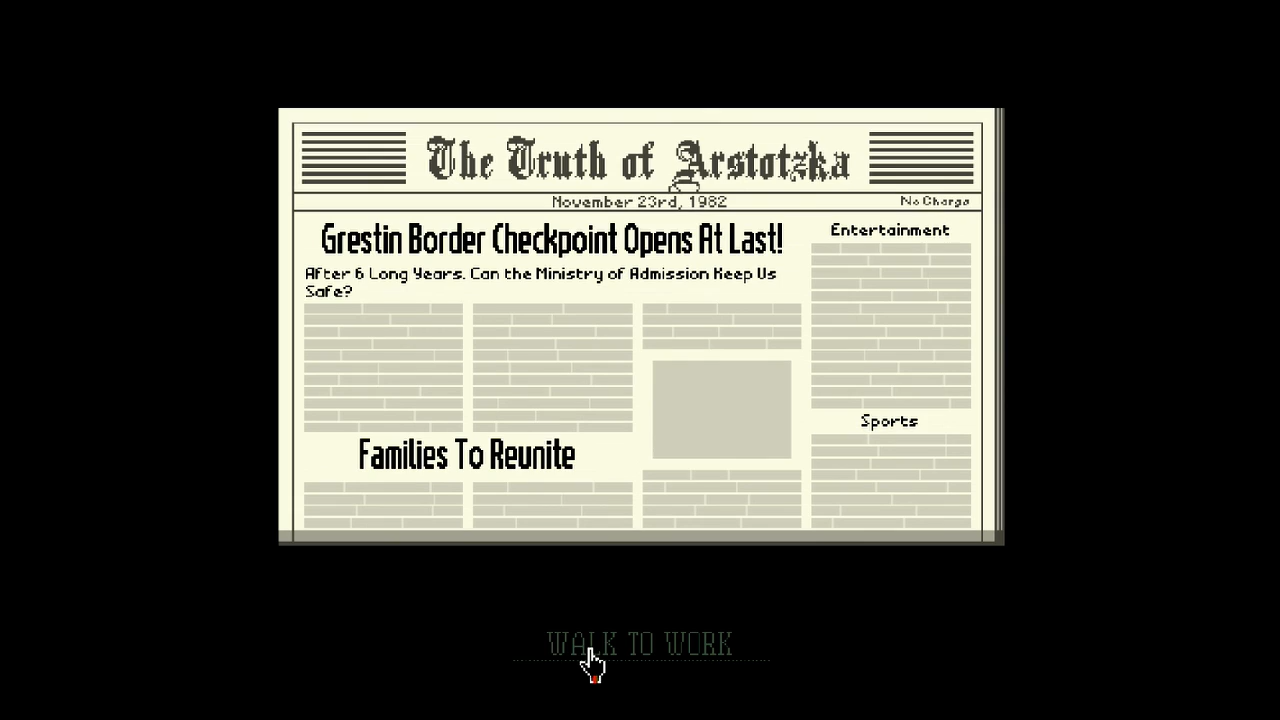 The Truth of Arstotzka
November 23rd, 1982
No Charge
Grestin Border Checkpoint Opens At Last!
After 6 Long Years. Can the Ministry of Admission Keep Us
Safe?
Entertainment
Sports
Families To Reunite
WALK TO WORK